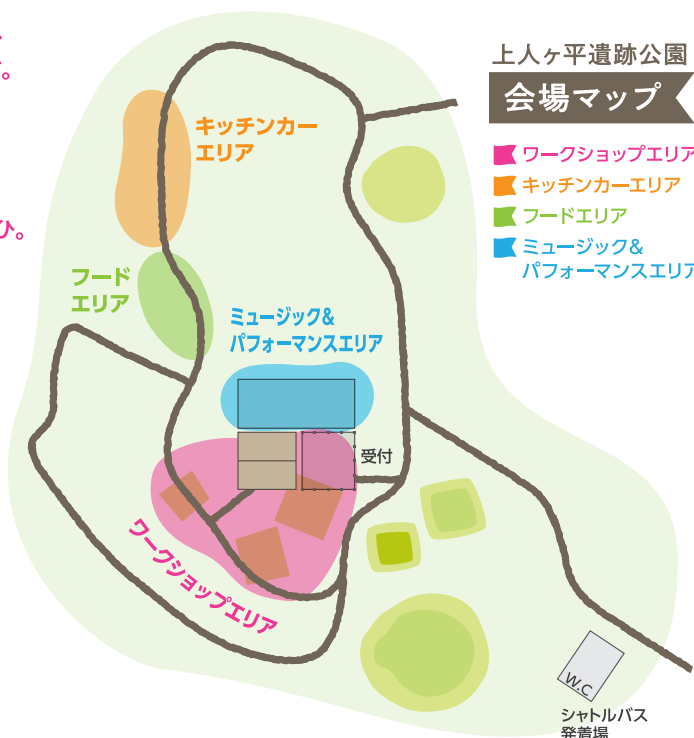 。
ひ。
上人ヶ平遺跡公園
会場マップ
ワークショップエリア
キッチンカーエリア
フードエリア
ミュージック&
パフォーマンスエリア
キッチンカー
エリア
フード
エリア
ミュージック&
パフォーマンスエリア
受付
ワークショップエリア
W.C
シャトルバス
発着場